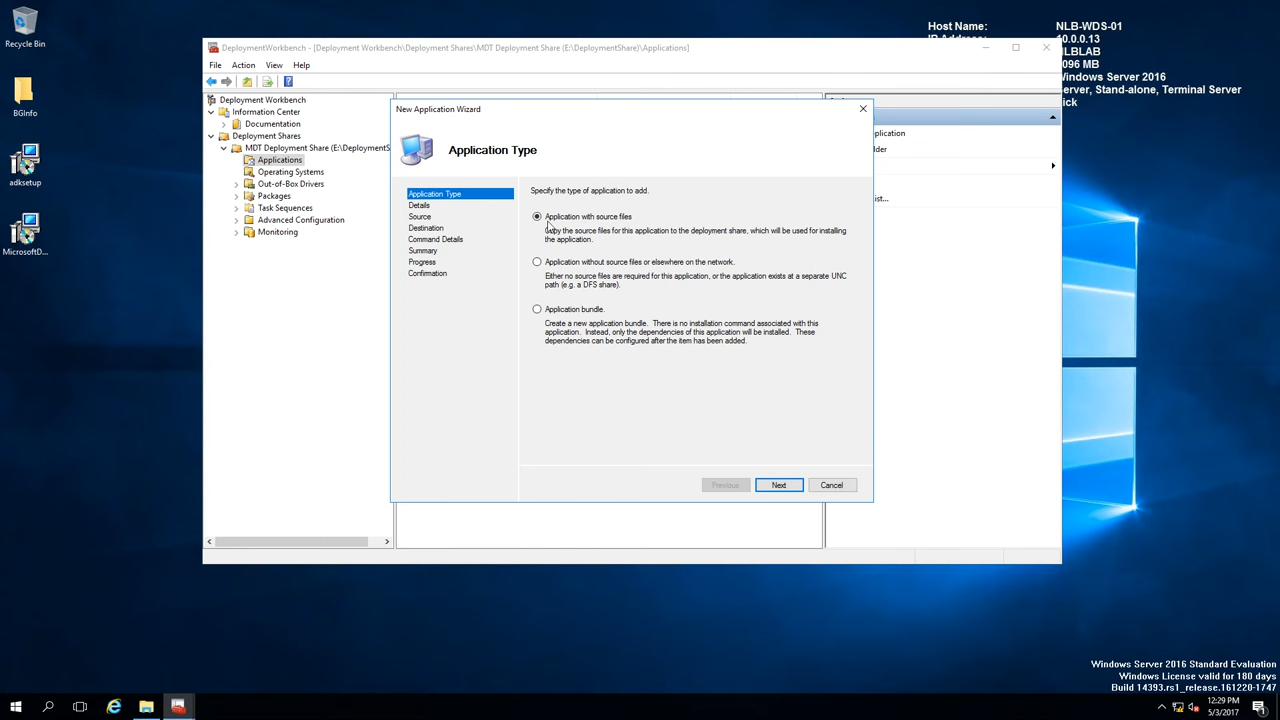 Recycle Bin
BGInfo
adksetup
MicrosoftD...
Host Name:
NLB-WDS-01
10.0.0.13
NLBLAB
096 MB
Windows Server 2016
erver, Stand-alone, Terminal Server
ick
DeploymentWorkbench - [Deployment Workbench\Deployment Shares\MDT Deployment Share (E:\DeploymentShare)\Applications]
File
Action
View
Help
Deployment Workbench
Information Center
Documentation
Deployment Shares
MDT Deployment Share (E:\DeploymentS
Applications
Operating Systems
Out-of-Box Drivers
Packages
Task Sequences
Advanced Configuration
Monitoring
pplication
lder
ist...
New Application Wizard
Application Type
Application Type
Details
Source
Destination
Command Details
Summary
Progress
Confirmation
Specify the type of application to add.
Application with source files
Copy the source files for this application to the deployment share, which will be used for installing
the application.
Application without source files or elsewhere on the network.
Either no source files are required for this application, or the application exists at a separate UNC
path (e.g. a DFS share).
Application bundle.
Create a new application bundle. There is no installation command associated with this
application. Instead, only the dependencies of this application will be installed. These
dependencies can be configured after the item has been added.
Previous
Next
Cancel
Windows Server 2016 Standard Evaluation
Windows License valid for 180 days
Build 14393.rs1_release.161220-1747
12:29 PM
5/3/2017
1